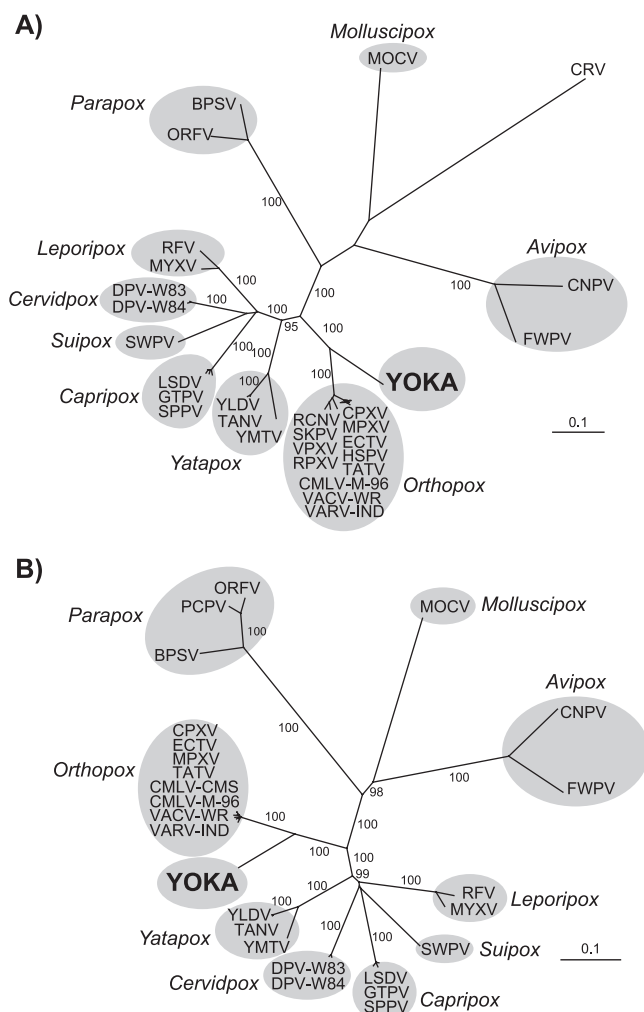 A)
Molluscipox
MOCV
CRV
Parapox
BPSV
ORFV
100
Leporipox
RFV
MYXV
100
Cervidpox
DPV-W83
DPV-W84
100
100
100
Avipox
CNPV
FWPV
100
Suipox
SWPV
95
100
Capripox
LSDV
GTPV
SPPV
100
100
100
YLDV
TANV
YMTV
Yatapox
100
YOKA
RCNV
SKPV
VPXV
RPXV
CPXV
MPXV
ECTV
HSPV
TATV
CMLV-M-96
VACV-WR
VARV-IND
Orthopox
0.1
B)
Parapox
ORFV
PCPV
BPSV
100
100
MOCV
Molluscipox
Avipox
CNPV
FWPV
100
98
Orthopox
CPXV
ECTV
MPXV
TATV
CMLV-CMS
CMLV-M-96
VACV-WR
VARV-IND
100
100
100
YOKA
100
99
100
RFV
MYXV
Leporipox
Yatapox
YLDV
TANV
YMTV
100
100
SWPV
Suipox
0.1
Cervidpox
DPV-W83
DPV-W84
100
100
LSDV
GTPV
SPPV
Capripox